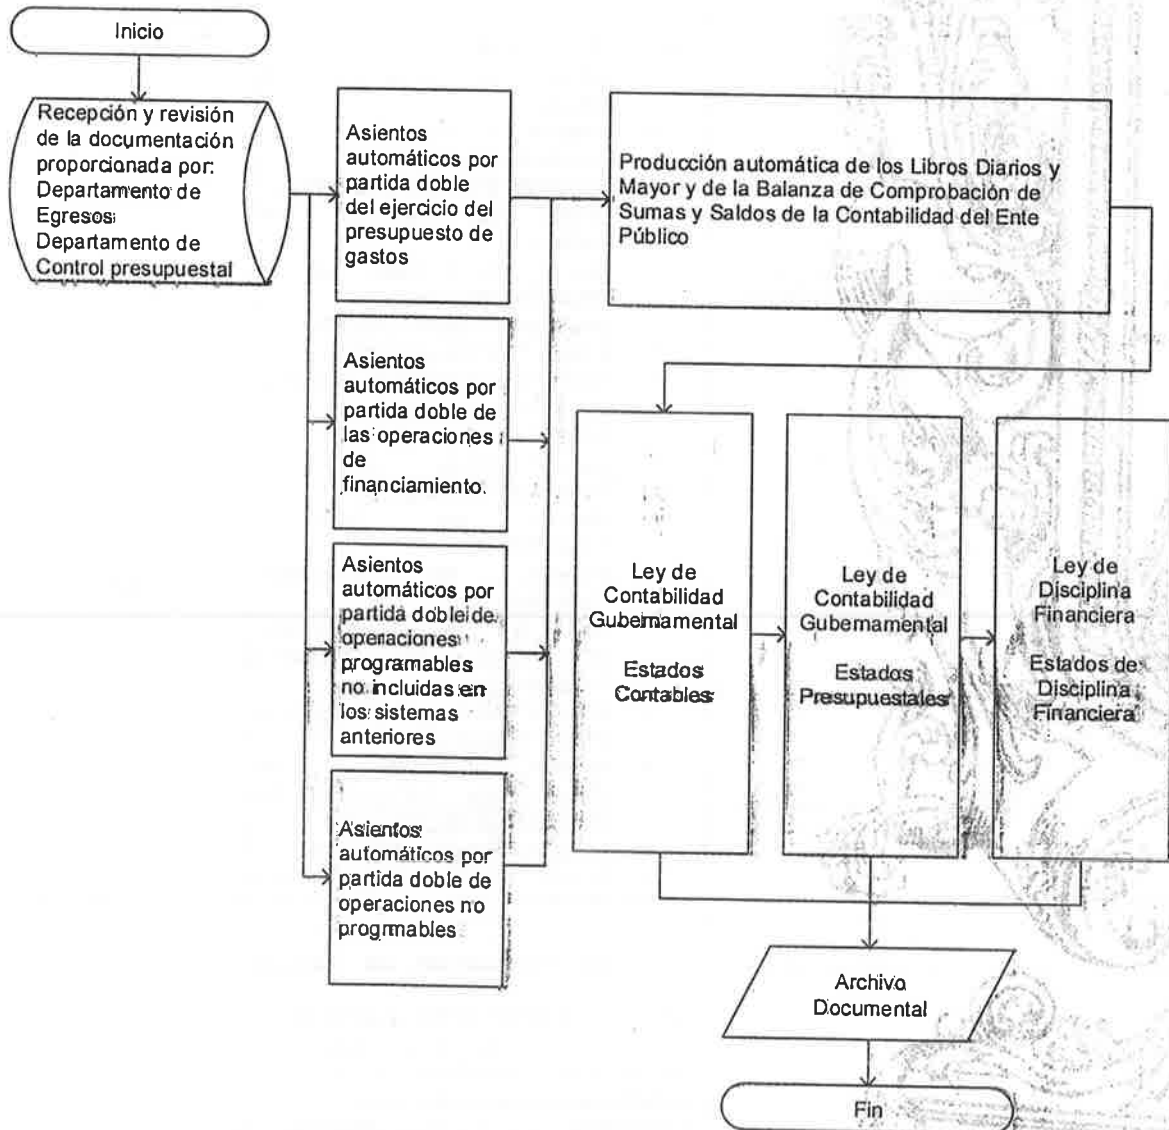 Inicio
Recepción y revisión
de la documentación
proporcionada por:
Departamento de
Egresos;
Departamento de
Control presupuestal
Asientos
automáticos por
partida doble
del ejercicio del
presupuesto de
gastos
Producción automática de los Libros Diarios y
Mayor y de la Balanza de Comprobación de
Sumas y Saldos de la Contabilidad del Ente
Público
Asientos
automáticos por
partida doble de
las operaciones
de
financiamiento.
Asientos
automáticos por
partida doble de
operaciones
programables
no incluidas en
los sistemas
anteriores
Asientos
automáticos por
partida doble de
operaciones no
progrmables
Ley de
Contabilidad
Gubernamental
Estados
Contables
Ley de
Contabilidad
Gubernamental
Estados
Presupuestales
Ley de
Disciplina
Financiera
Estados de
Disciplina
Financiera
Archivo
Documental
Fin